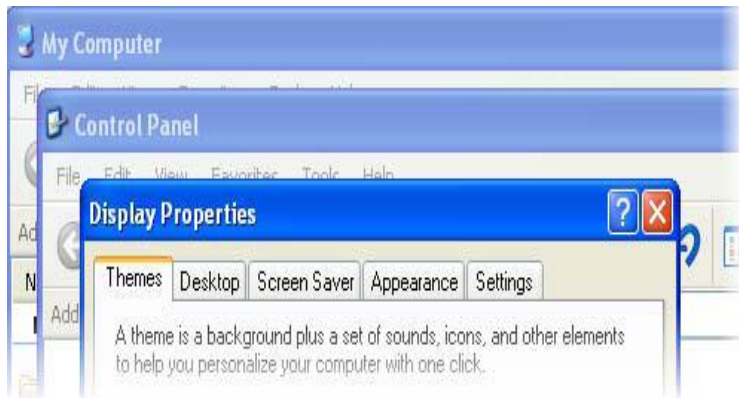 My Computer
Control Panel
File Edit View Favorites Tools Help
Display Properties
Themes Desktop Screen Saver Appearance Settings
Add
A theme is a background plus a set of sounds, icons, and other elements
to help you personalize your computer with one click.